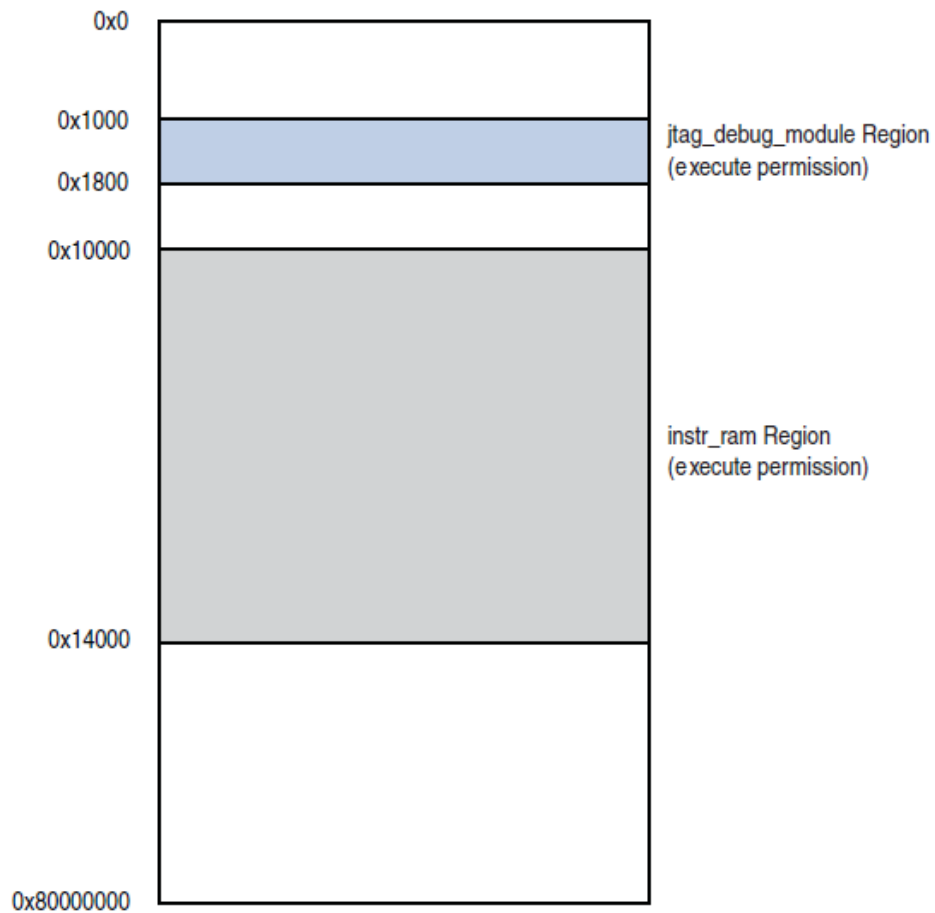 0x0
0x1000
jtag_debug_module Region
(execute permission)
0x1800
0x10000
instr_ram Region
(execute permission)
0x14000
0x80000000